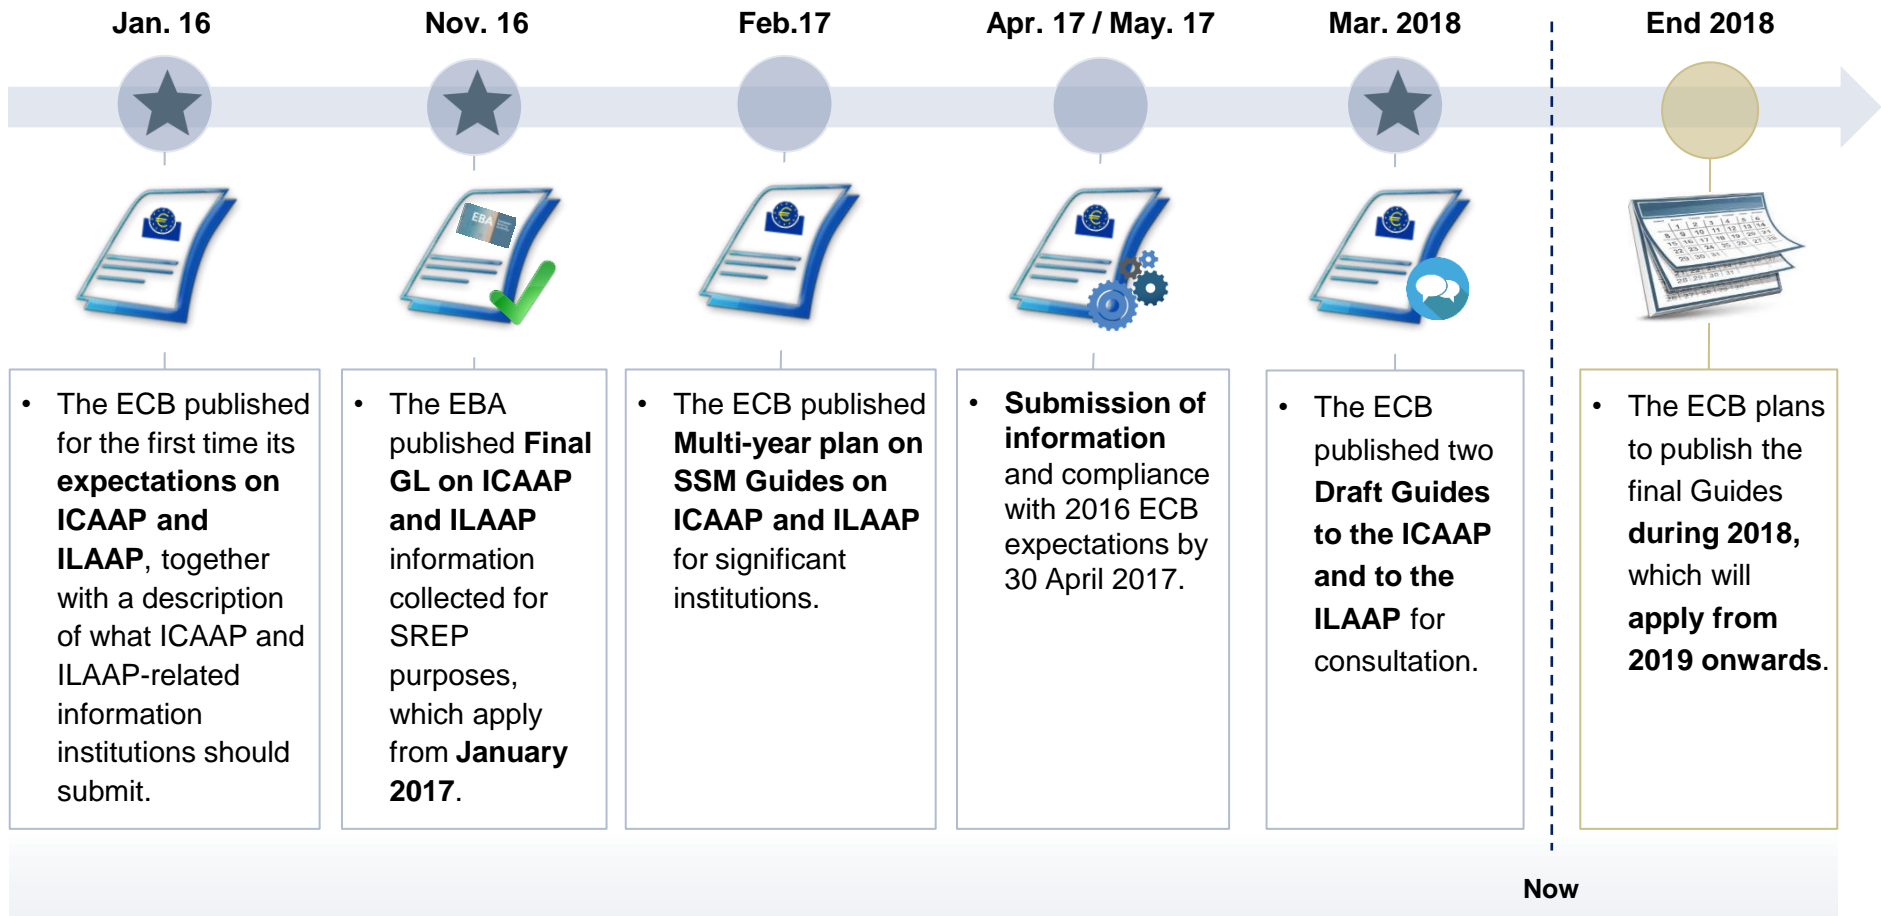 Jan. 16
Nov. 16
Feb.17
Apr. 17 / May. 17
Mar. 2018
End 2018
EBA
• The ECB published
for the first time its
expectations on
ICAAP and
ILAAP, together
with a description
of what ICAAP and
ILAAP-related
information
institutions should
submit.
• The EBA
published Final
GL on ICAAP
and ILAAP
information
collected for
SREP
purposes,
which apply
from January
2017.
• The ECB published
Multi-year plan on
SSM Guides on
ICAAP and ILAAP
for significant
institutions.
• Submission of
information
and compliance
with 2016 ECB
expectations by
30 April 2017.
• The ECB
published two
Draft Guides
to the ICAAP
and to the
ILAAP for
consultation.
• The ECB plans
to publish the
final Guides
during 2018,
which will
apply from
2019 onwards.
Now